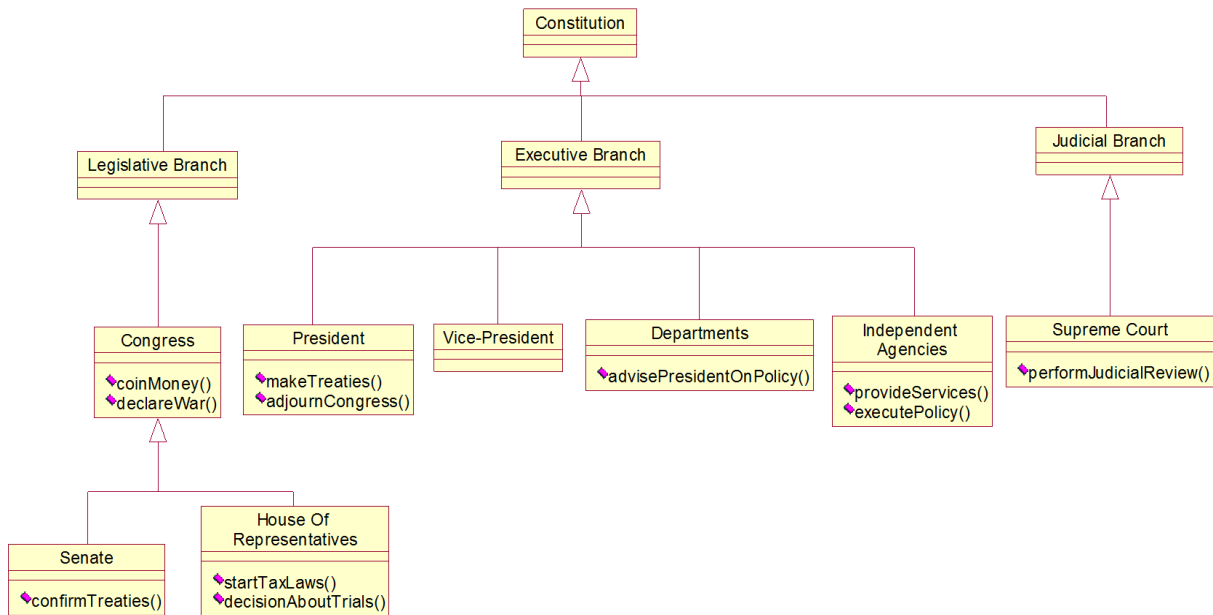 Constitution
Legislative Branch
Executive Branch
Judicial Branch
Congress
coinMoney()
declareWar()
President
makeTreaties()
adjournCongress()
Vice-President
Departments
advisePresidentOnPolicy()
Independent
Agencies
provideServices()
executePolicy()
Supreme Court
performJudicialReview()
Senate
confirmTreaties()
House Of
Representatives
startTaxLaws()
decisionAboutTrials()